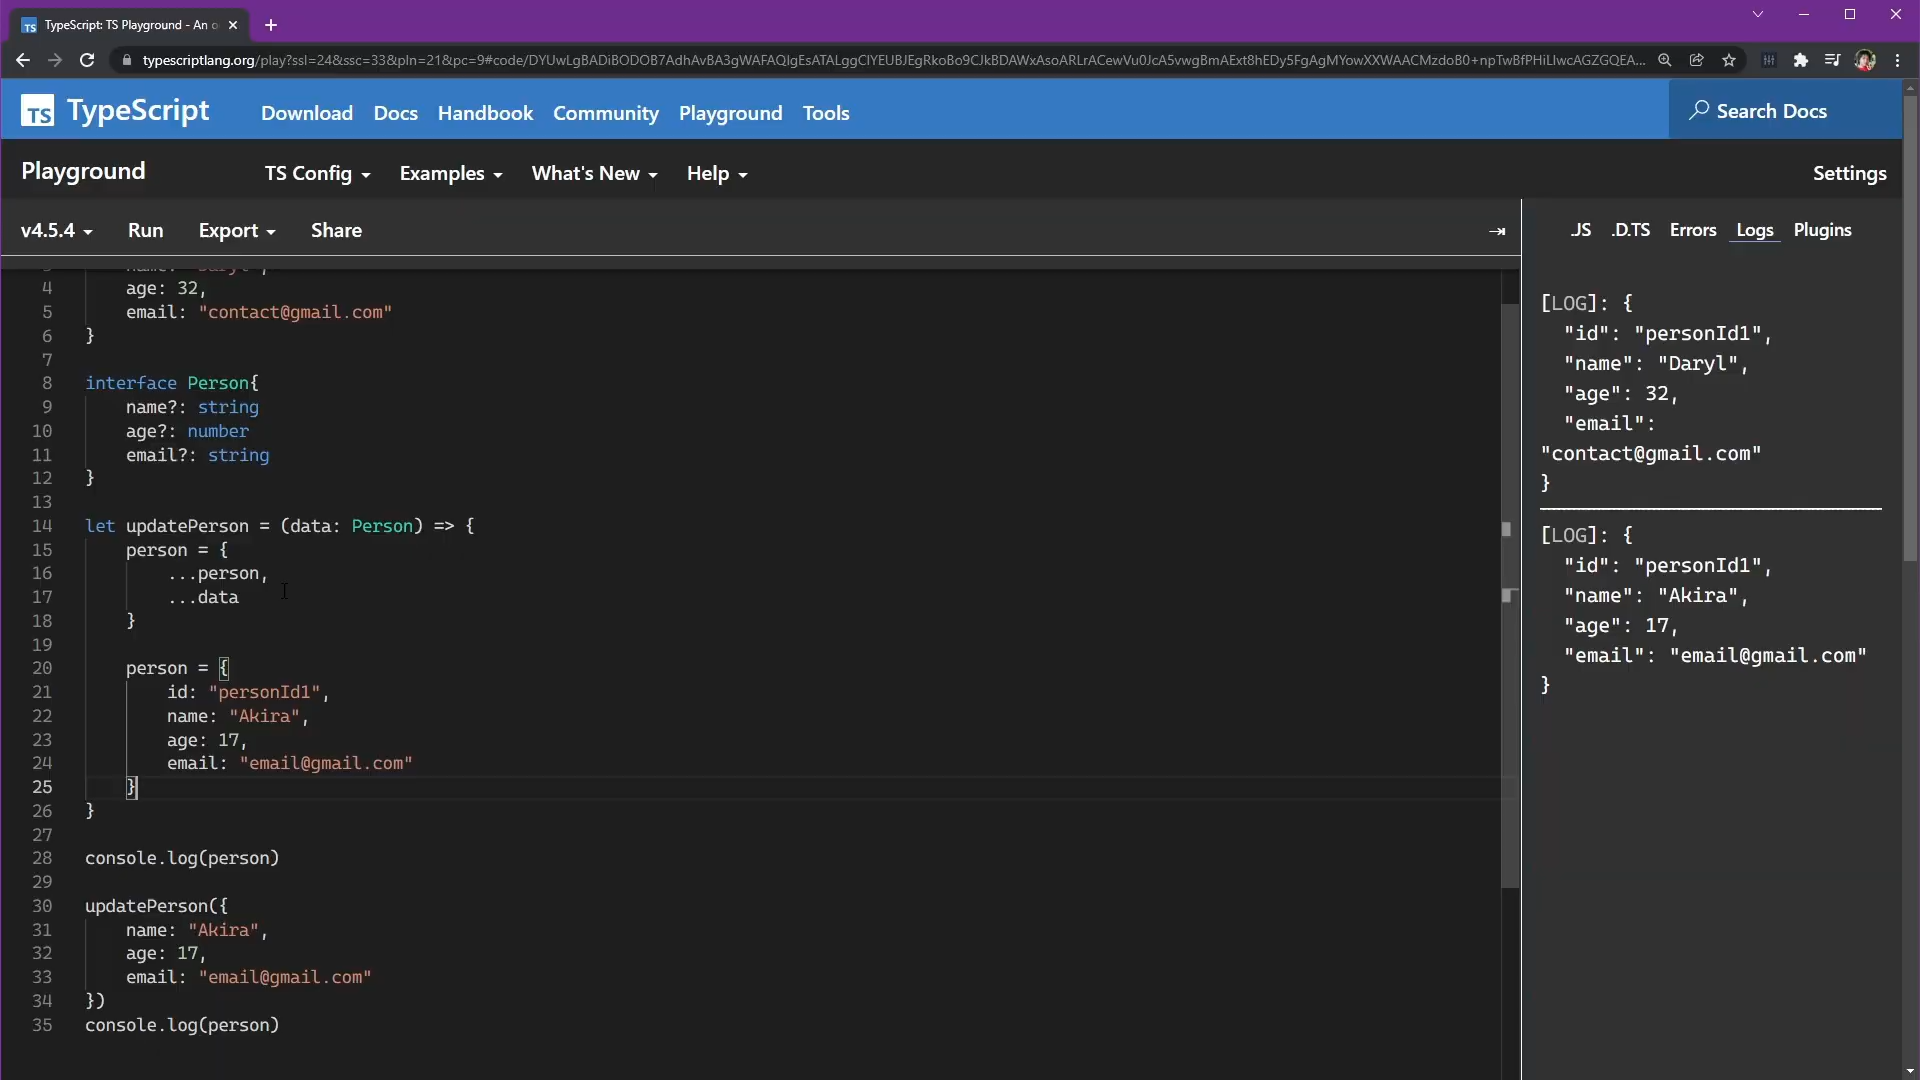 TypeScript: TS Playground - An o
typescriptlang.org/play?ssl=24&ssc=33&pln=21&pc=9#code/DYUwLgBADiBODOB7AdhAvBA3gWAFAQIgEsATALggCIYEUBJEgRkoBo9CJkBDAWxAsoARLrACewVu0JcA5vwgBmAExt8hEDy5FgAgMYowXXWAACMzdoB0+npTwBfPHiLIwcAGZGQEA...
TS TypeScript
Download Docs Handbook Community Playground Tools
Search Docs
Playground
TS Config Examples What's New Help
Settings
v4.5.4 Run Export Share
.JS .D.TS Errors Logs Plugins
4 age: 32,
5 email: "contact@gmail.com"
6 }
7
8 interface Person{
9 name?: string
10 age?: number
11 email?: string
12 }
13
14 let updatePerson = (data: Person) => {
15 person = {
16 ...person,
17 ...data
18 }
19
20 person = {
21 id: "personId1",
22 name: "Akira",
23 age: 17,
24 email: "email@gmail.com"
25 }
26 }
27
28 console.log(person)
29
30 updatePerson({
31 name: "Akira",
32 age: 17,
33 email: "email@gmail.com"
34 })
35 console.log(person)
[LOG]: {
"id": "personId1",
"name": "Daryl",
"age": 32,
"email":
"contact@gmail.com"
}
[LOG]: {
"id": "personId1",
"name": "Akira",
"age": 17,
"email": "email@gmail.com"
}